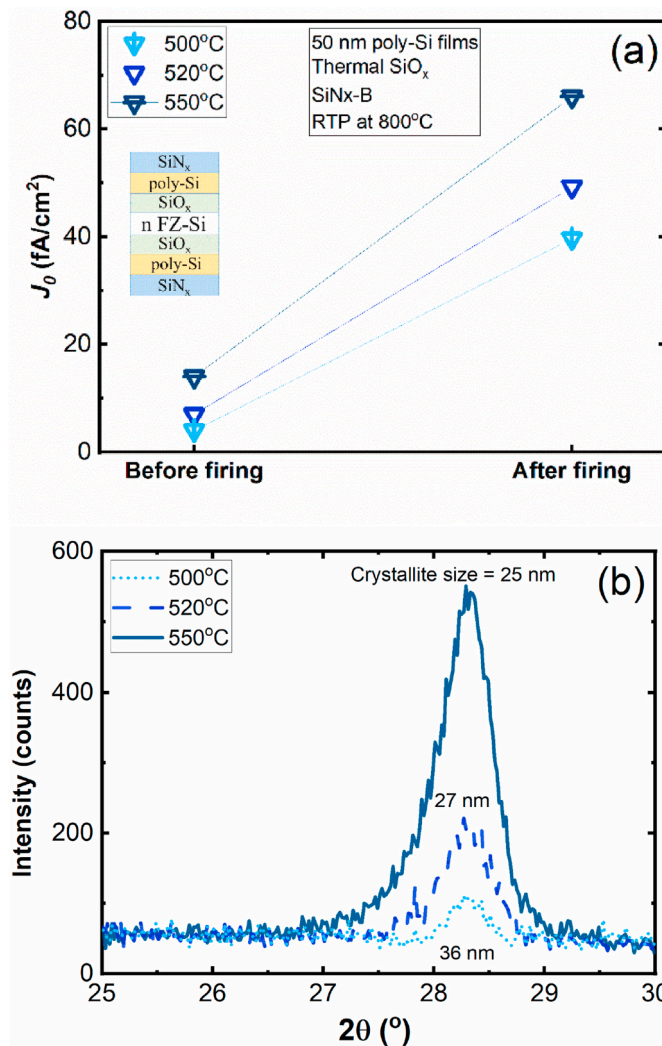 (a)
500°C
520°C
550°C
50 nm poly-Si films
Thermal SiOₓ
SiNx-B
RTP at 800°C
SiNₓ
poly-Si
SiOₓ
n FZ-Si
SiOₓ
poly-Si
SiNₓ
J₀ (fA/cm²)
80
60
40
20
0
Before firing
After firing
(b)
500°C
520°C
550°C
Crystallite size = 25 nm
27 nm
36 nm
Intensity (counts)
600
400
200
0
25
26
27
28
29
30
2θ (°)